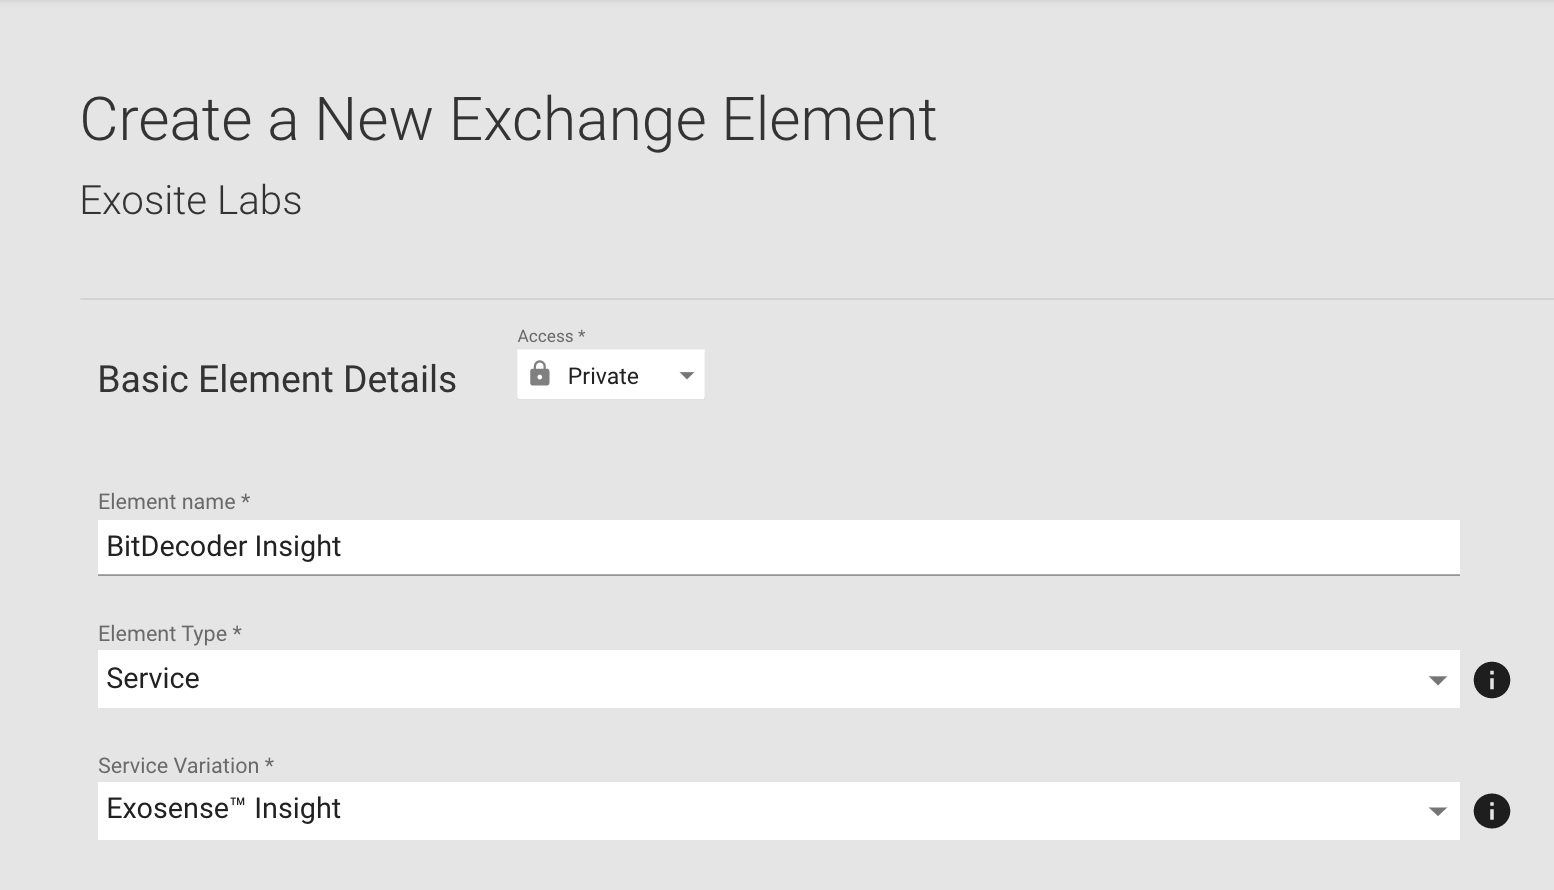 Create a New Exchange Element
Exosite Labs
Access *
Basic Element Details
Private
Element name *
BitDecoder Insight
Element Type *
Service
Service Variation *
Exosense™ Insight